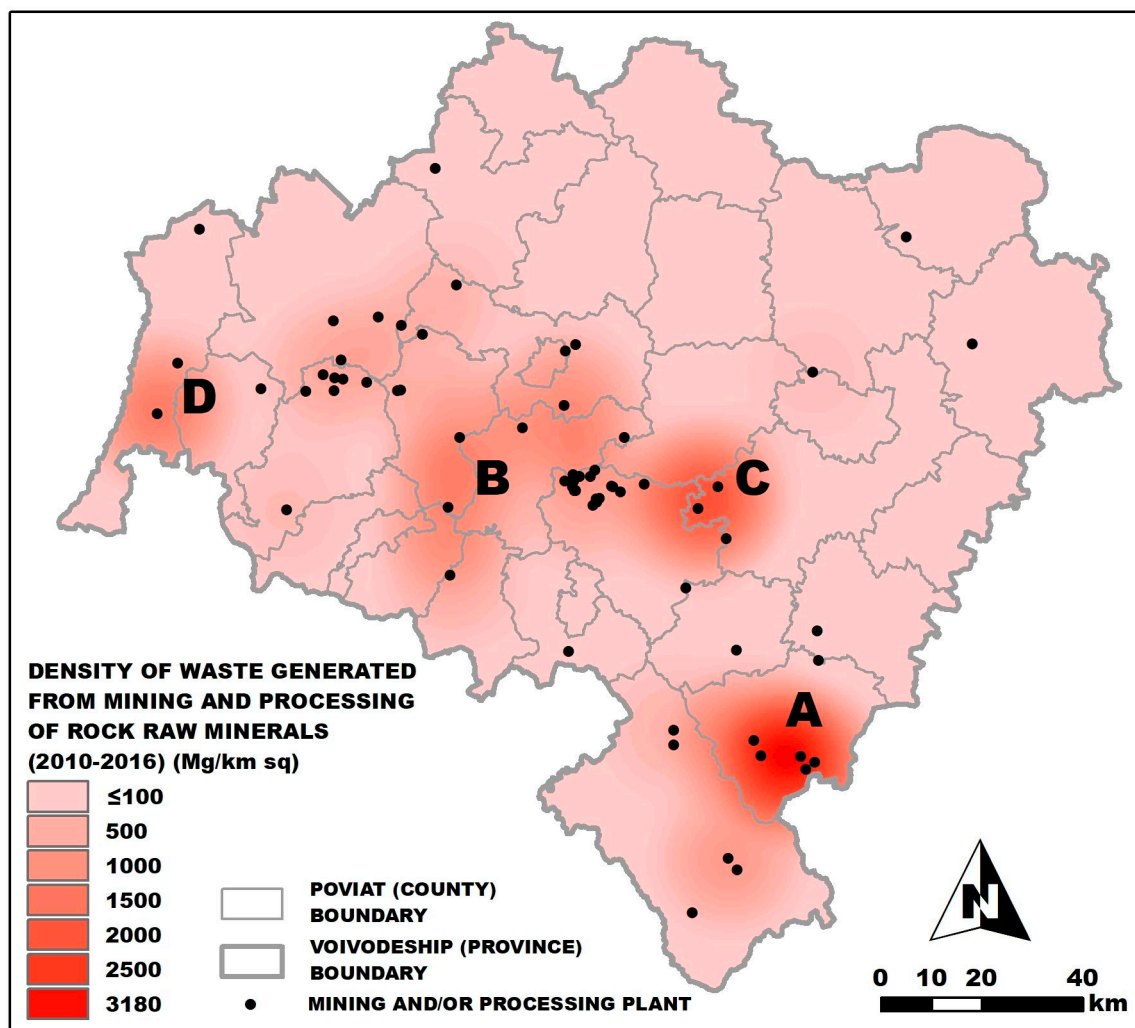 D
B
C
A
DENSITY OF WASTE GENERATED
FROM MINING AND PROCESSING
OF ROCK RAW MINERALS
(2010-2016) (Mg/km sq)
≤100
500
1000
1500
2000
2500
3180
POVIAT (COUNTY)
BOUNDARY
VOIVODESHIP (PROVINCE)
BOUNDARY
MINING AND/OR PROCESSING PLANT
N
0 10 20 40
km